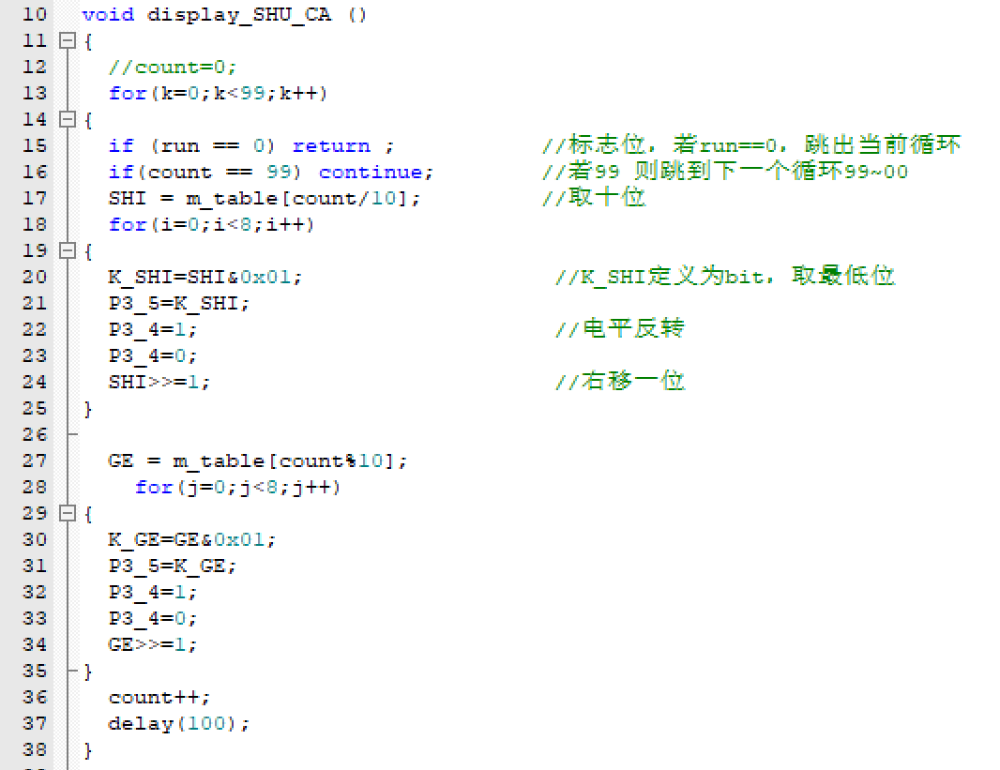 10 void display_SHU_CA ()
11 {
12 //count=0;
13 for(k=0;k<99;k++)
14 {
15 if (run == 0) return ; //标志位，若run==0，跳出当前循环
16 if(count == 99) continue; //若99 则跳到下一个循环99~00
17 SHI = m_table[count/10]; //取十位
18 for(i=0;i<8;i++)
19 {
20 K_SHI=SHI&0x01; //K_SHI定义为bit，取最低位
21 P3_5=K_SHI;
22 P3_4=1; //电平反转
23 P3_4=0;
24 SHI>>=1; //右移一位
25 }
26
27 GE = m_table[count%10];
28 for(j=0;j<8;j++)
29 {
30 K_GE=GE&0x01;
31 P3_5=K_GE;
32 P3_4=1;
33 P3_4=0;
34 GE>>=1;
35 }
36 count++;
37 delay(100);
38 }